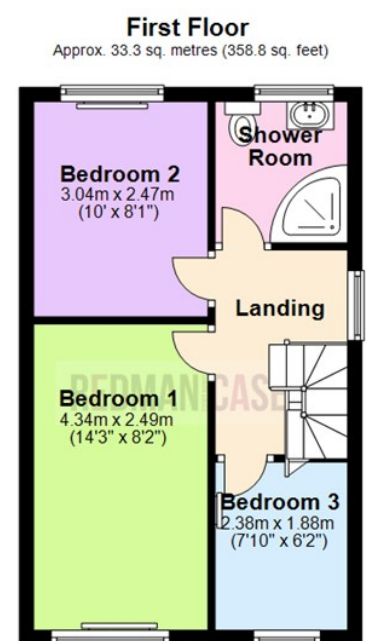 First Floor
Approx. 33.3 sq. metres (358.8 sq. feet)
Shower
Room
Bedroom 2
3.04m x 2.47m
(10' x 8'1")
Landing
REDMAN CASE
Bedroom 1
4.34m x 2.49m
(14'3" x 8'2")
Bedroom 3
2.38m x 1.88m
(7'10" x 6'2")